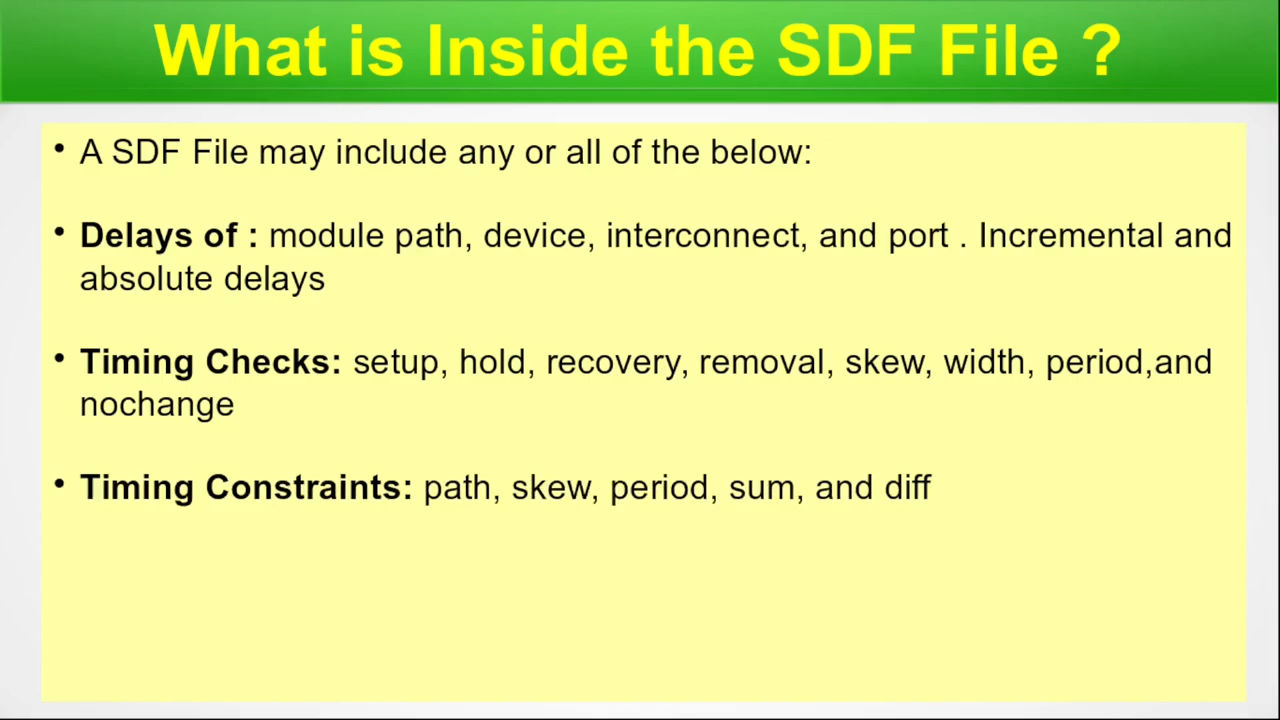 What is Inside the SDF File ?
• A SDF File may include any or all of the below:
• Delays of : module path, device, interconnect, and port . Incremental and
absolute delays
• Timing Checks: setup, hold, recovery, removal, skew, width, period,and
nochange
• Timing Constraints: path, skew, period, sum, and diff